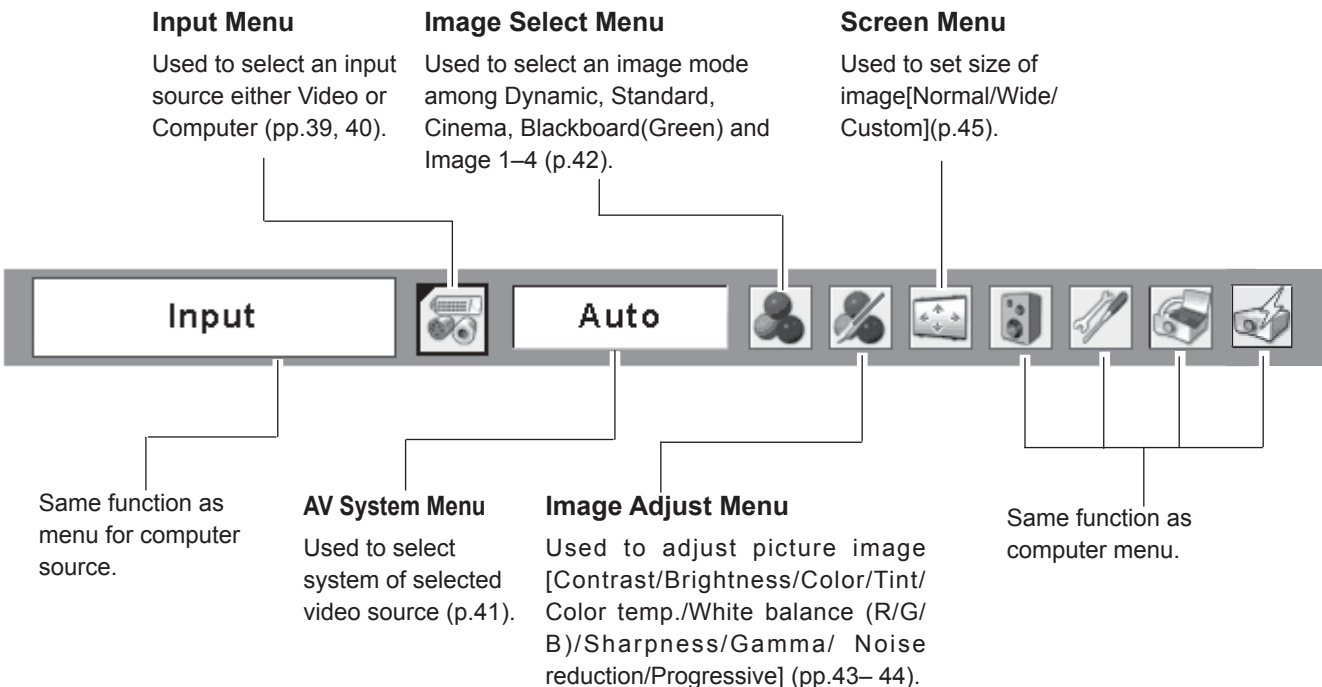 Input Menu
Used to select an input
source either Video or
Computer (pp.39, 40).
Image Select Menu
Used to select an image mode
among Dynamic, Standard,
Cinema, Blackboard(Green) and
Image 1–4 (p.42).
Screen Menu
Used to set size of
image[Normal/Wide/
Custom](p.45).
Input
Auto
Same function as
menu for computer
source.
AV System Menu
Used to select
system of selected
video source (p.41).
Image Adjust Menu
Used to adjust picture image
[Contrast/Brightness/Color/Tint/
Color temp./White balance (R/G/
B)/Sharpness/Gamma/ Noise
reduction/Progressive] (pp.43– 44).
Same function as
computer menu.